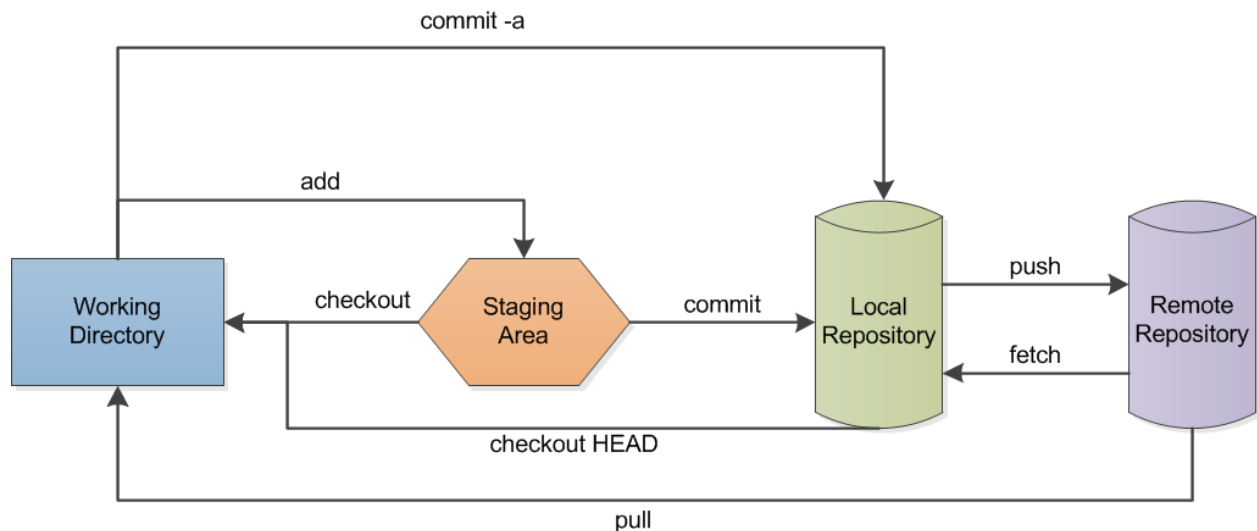 commit -a
add
Working
Directory
checkout
Staging
Area
commit
Local
Repository
push
fetch
Remote
Repository
checkout HEAD
pull